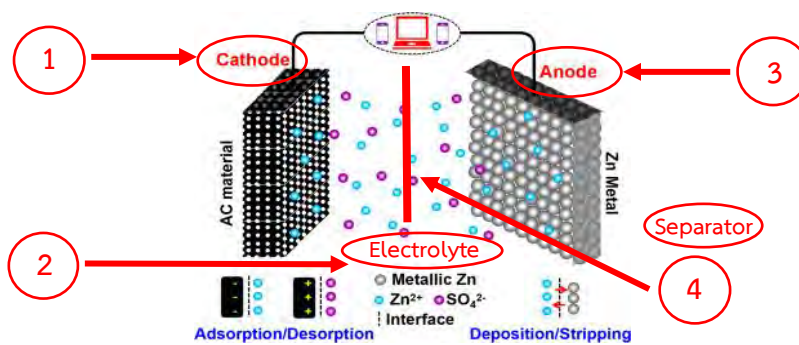 1
Cathode
Anode
3
AC material
Zn Metal
Separator
2
Electrolyte
4
Metallic Zn
Zn²⁺ SO₄²⁻
Interface
Adsorption/Desorption
Deposition/Stripping